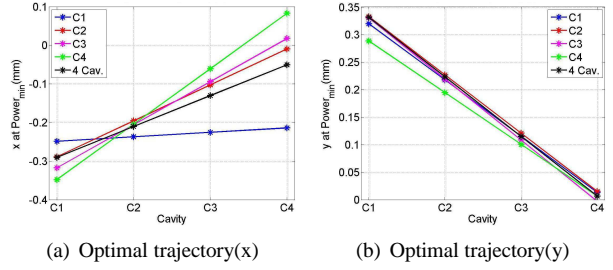 0.1
0
-0.1
-0.2
-0.3
-0.4
x at Power_min(mm)
C1
C2
C3
C4
4 Cav.
C1 C2 C3 C4
Cavity
(a) Optimal trajectory(x)
0.35
0.3
0.25
0.2
0.15
0.1
0.05
0
y at Power_min(mm)
C1
C2
C3
C4
4 Cav.
C1 C2 C3 C4
Cavity
(b) Optimal trajectory(y)